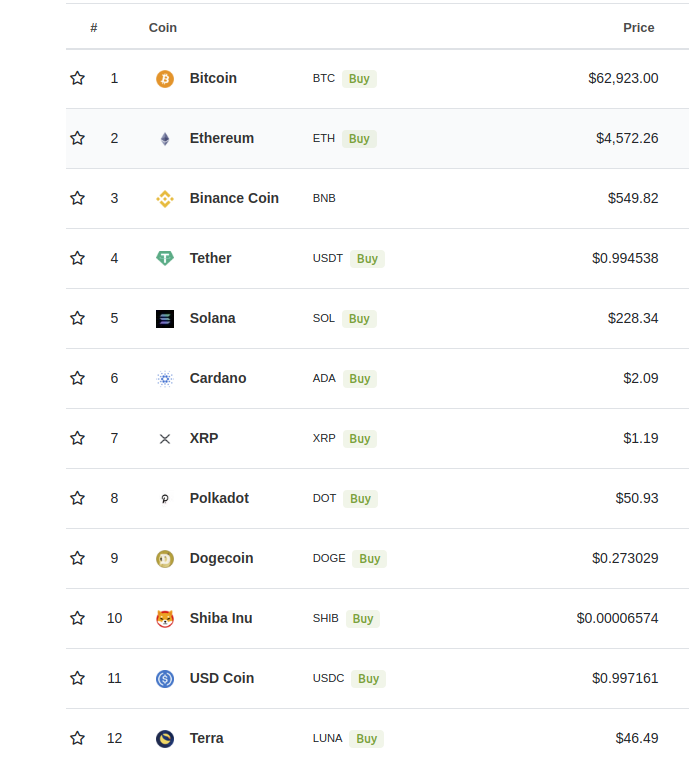 # Coin Price
1 Bitcoin BTC Buy $62,923.00
2 Ethereum ETH Buy $4,572.26
3 Binance Coin BNB $549.82
4 Tether USDT Buy $0.994538
5 Solana SOL Buy $228.34
6 Cardano ADA Buy $2.09
7 XRP XRP Buy $1.19
8 Polkadot DOT Buy $50.93
9 Dogecoin DOGE Buy $0.273029
10 Shiba Inu SHIB Buy $0.00006574
11 USD Coin USDC Buy $0.997161
12 Terra LUNA Buy $46.49